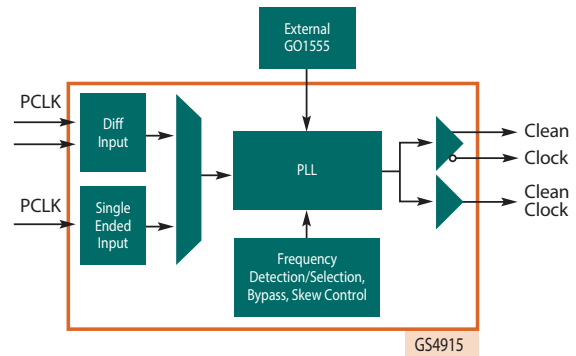 External
GO1555
PCLK
Diff
Input
Clean
Clock
PLL
PCLK
Single
Ended
Input
Clean
Clock
Frequency
Detection/Selection,
Bypass, Skew Control
GS4915